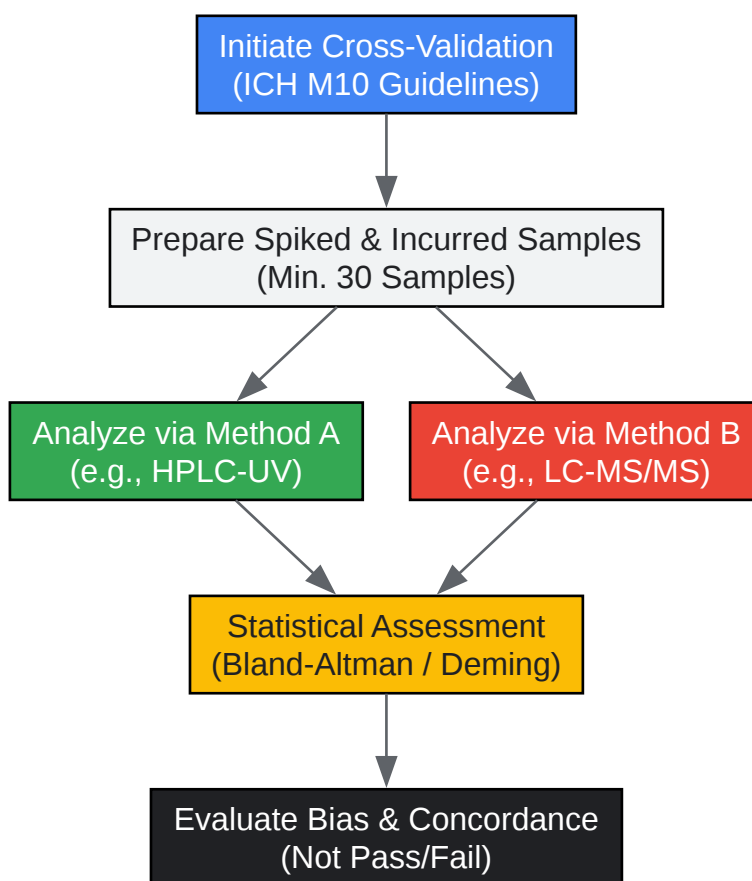 Initiate Cross-Validation
(ICH M10 Guidelines)
Prepare Spiked & Incurred Samples
(Min. 30 Samples)
Analyze via Method A
(e.g., HPLC-UV)
Analyze via Method B
(e.g., LC-MS/MS)
Statistical Assessment
(Bland-Altman / Deming)
Evaluate Bias & Concordance
(Not Pass/Fail)